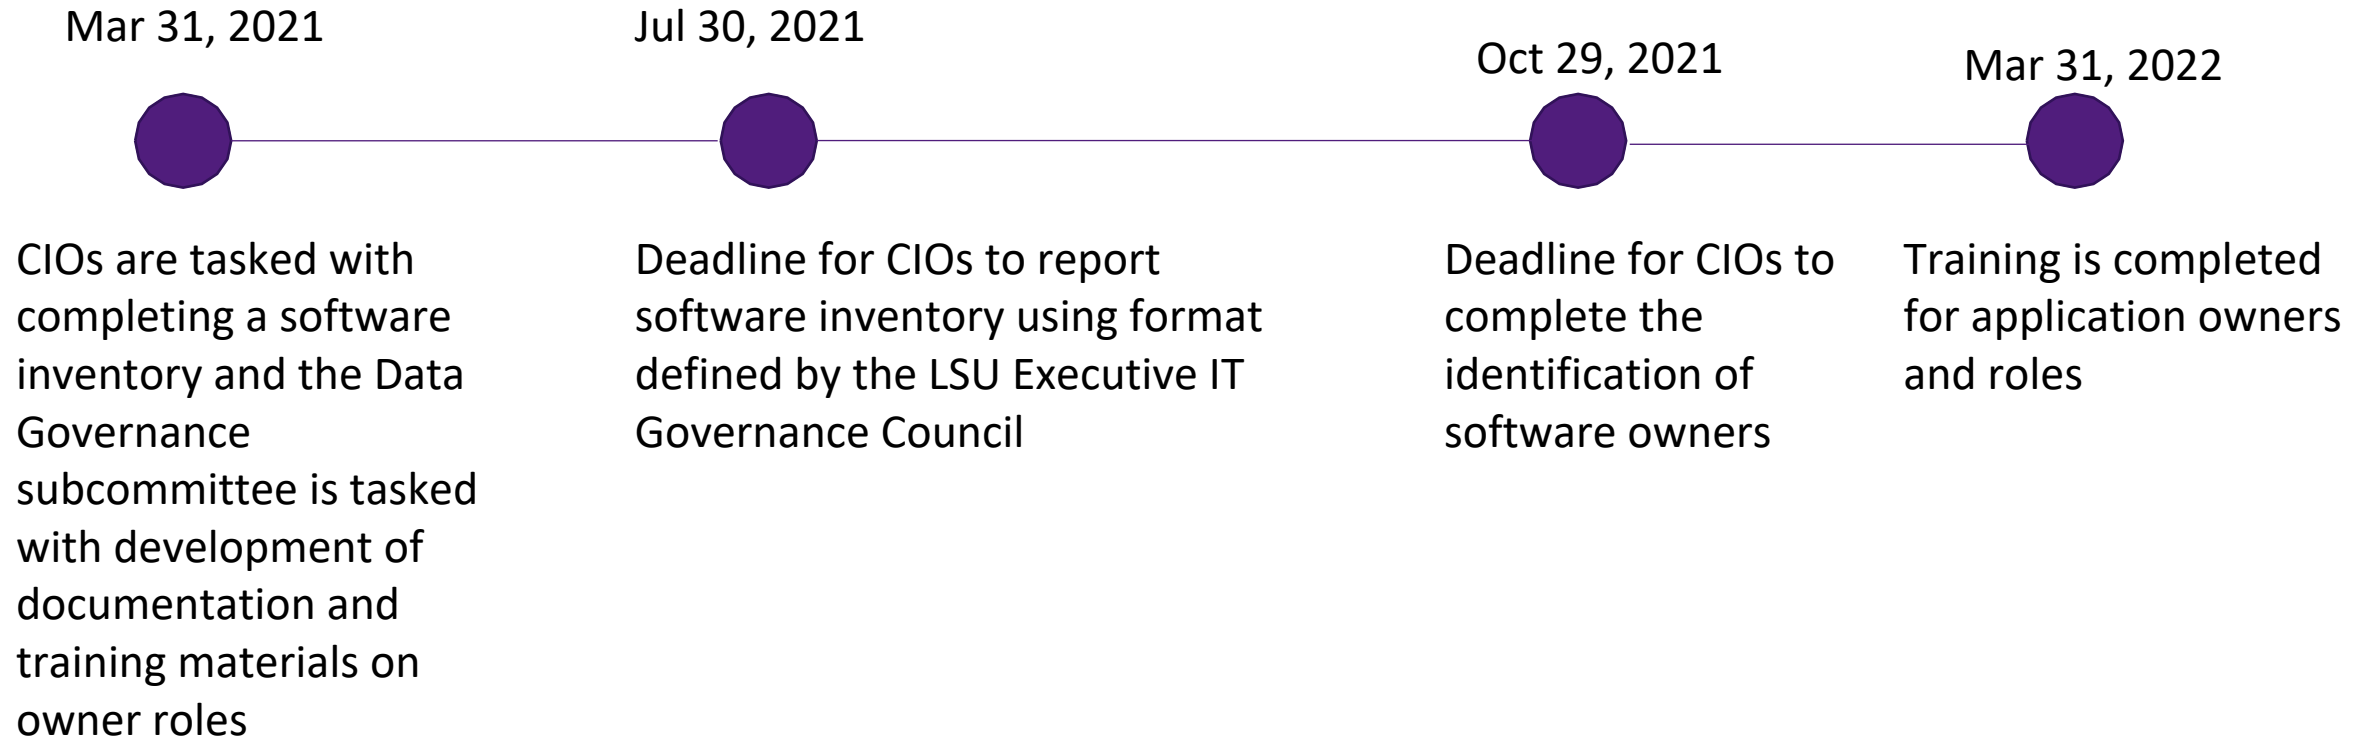 Mar 31, 2021
CIOs are tasked with
completing a software
inventory and the Data
Governance
subcommittee is tasked
with development of
documentation and
training materials on
owner roles
Jul 30, 2021
Deadline for CIOs to report
software inventory using format
defined by the LSU Executive IT
Governance Council
Oct 29, 2021
Deadline for CIOs to
complete the
identification of
software owners
Mar 31, 2022
Training is completed
for application owners
and roles